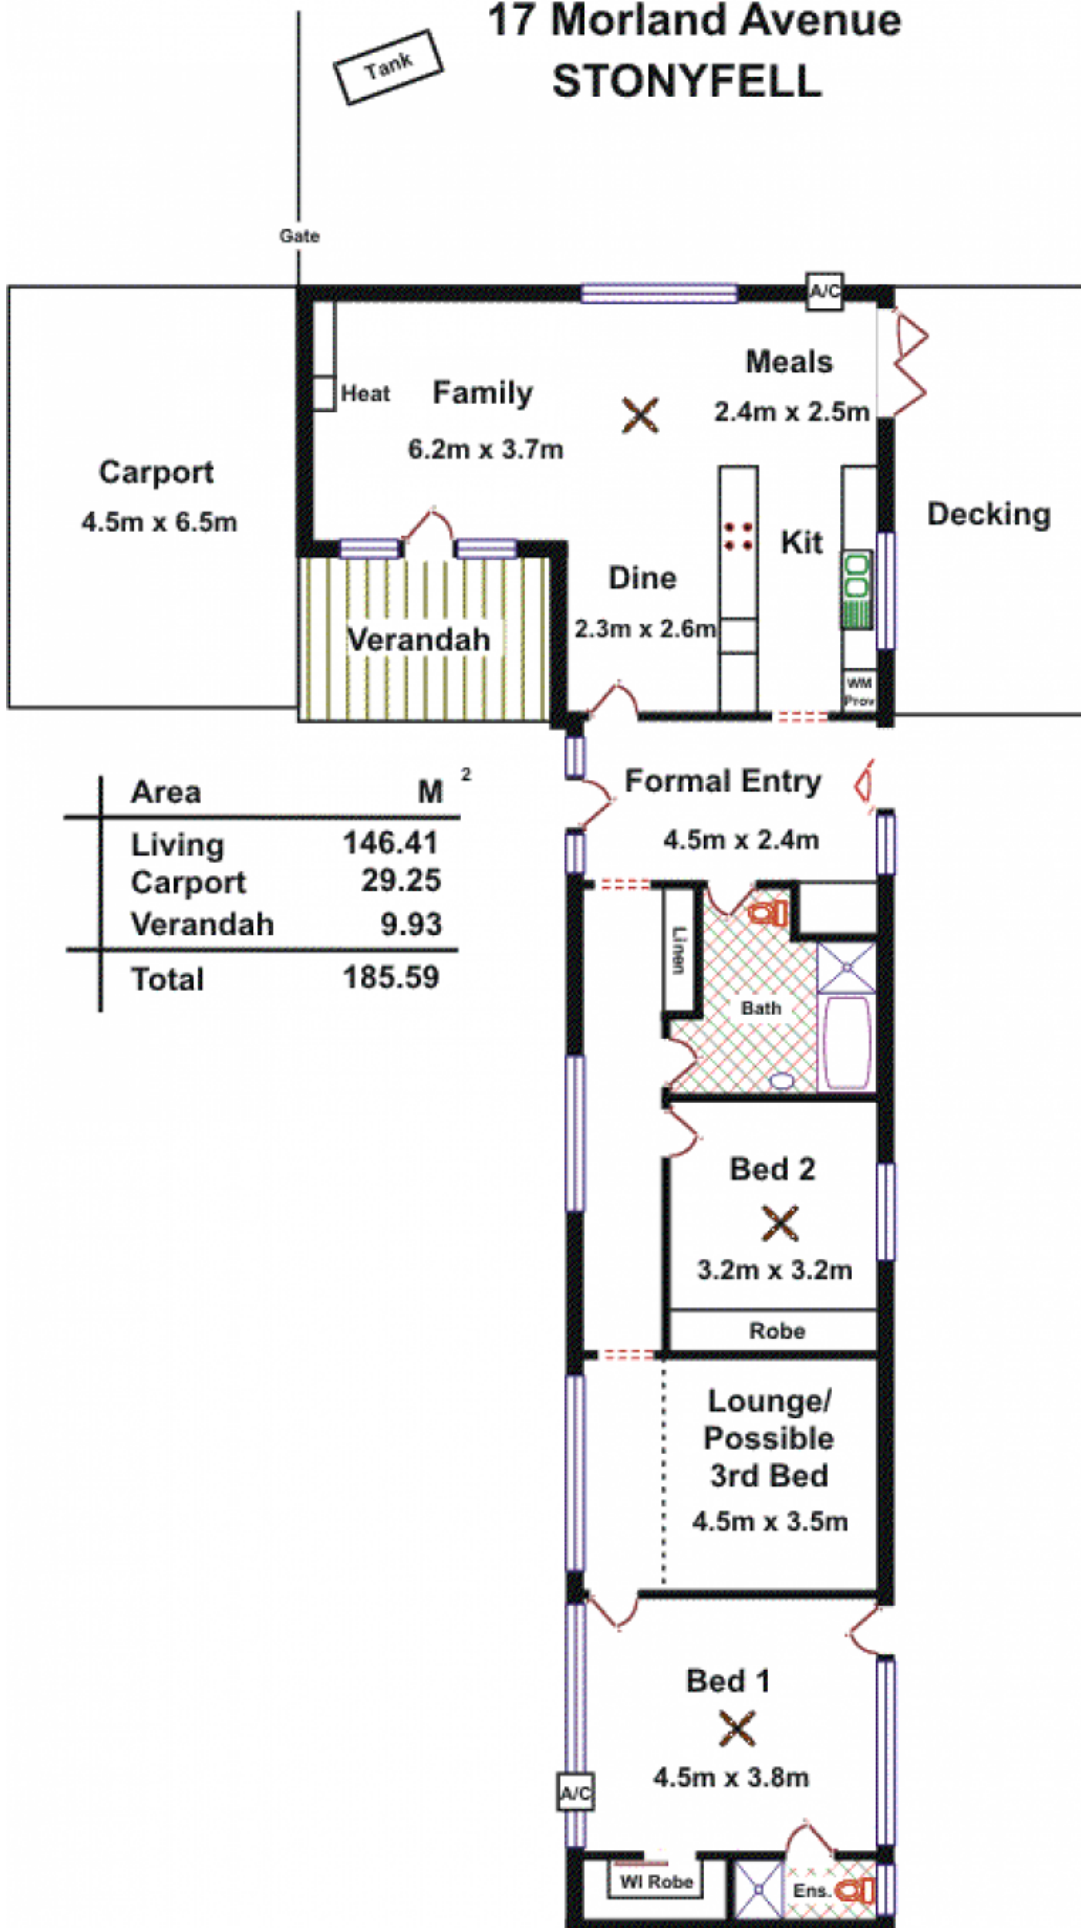 17 Morland Avenue
STONYFELL
Tank
Gate
A/C
Meals
2.4m x 2.5m
Heat
Family
6.2m x 3.7m
Carport
4.5m x 6.5m
Decking
Kit
Dine
2.3m x 2.6m
Verandah
WM
Prov
Formal Entry
4.5m x 2.4m
Area M 2
Living 146.41
Carport 29.25
Verandah 9.93
Total 185.59
Linen
Bath
Bed 2
3.2m x 3.2m
Robe
Lounge/
Possible
3rd Bed
4.5m x 3.5m
Bed 1
4.5m x 3.8m
A/C
WI Robe
Ens.